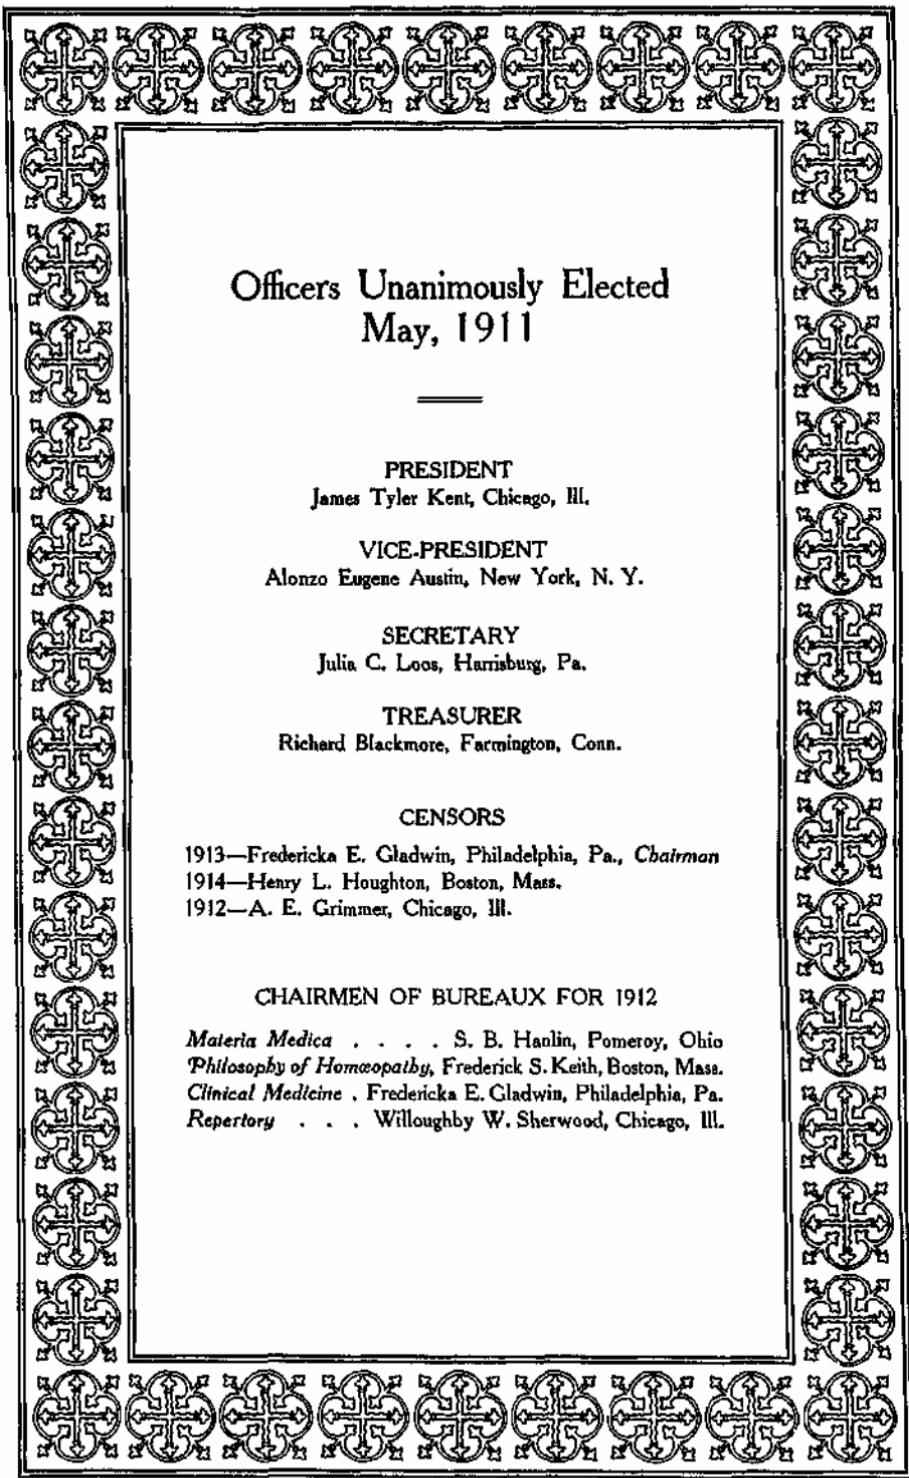 Officers Unanimously Elected
May, 1911
PRESIDENT
James Tyler Kent, Chicago, Ill.
VICE-PRESIDENT
Alonzo Eugene Austin, New York, N. Y.
SECRETARY
Julia C. Loos, Harrisburg, Pa.
TREASURER
Richard Blackmore, Farmington, Conn.
CENSORS
1913—Fredericka E. Gladwin, Philadelphia, Pa., Chairman
1914—Henry L. Houghton, Boston, Mass.
1912—A. E. Grimmer, Chicago, Ill.
CHAIRMEN OF BUREAUX FOR 1912
Materia Medica . . . . S. B. Hanlin, Pomeroy, Ohio
Philosophy of Homœopathy, Frederick S. Keith, Boston, Mass.
Clinical Medicine . Fredericka E. Gladwin, Philadelphia, Pa.
Repertory . . . Willoughby W. Sherwood, Chicago, Ill.